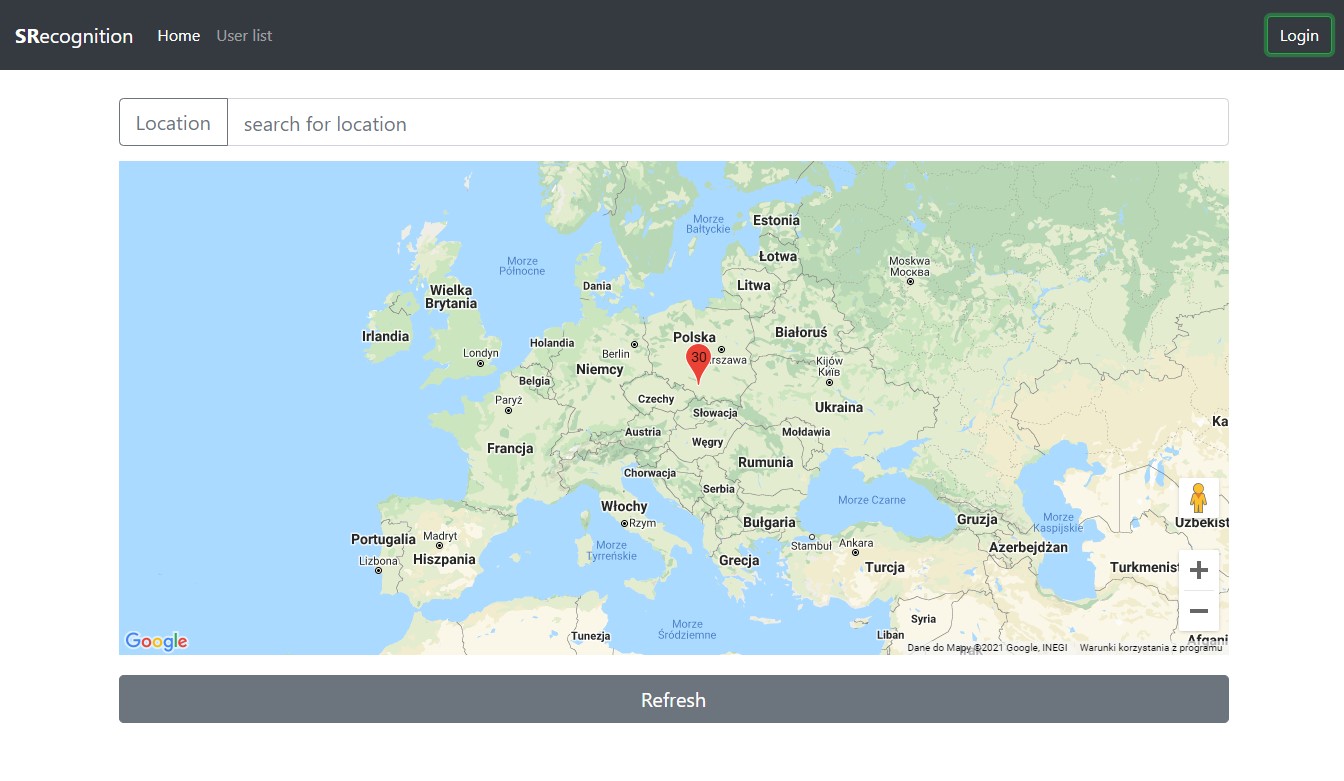 SRecognition Home User list Login
Location search for location
Estonia
Morze
Bałtyckie
Łotwa
Morze
Północne
Moskwa
Москва
Dania
Litwa
Wielka
Brytania
Irlandia
Białoruś
Polska
Holandia
Londyn
Berlin
30
rszawa
Kijów
Київ
Niemcy
Belgia
Paryż
Czechy
Słowacja
Ukraina
Ka
Austria
Węgry
Mołdawia
Francja
Rumunia
Chorwacja
Serbia
Morze Czarne
Włochy
Rzym
Bułgaria
Gruzja
Morze
Kaspijskie
Uzbekist
Portugalia
Madryt
Hiszpania
Lizbona
Morze
Tyrreńskie
Stambuł
Ankara
Azerbejdżan
Grecja
Turcja
Turkmenist
Syria
Morze
Śródziemne
Tunezja
Liban
Afgani
Google
Dane do Mapy ©2021 Google, INEGI Warunki korzystania z programu
Refresh